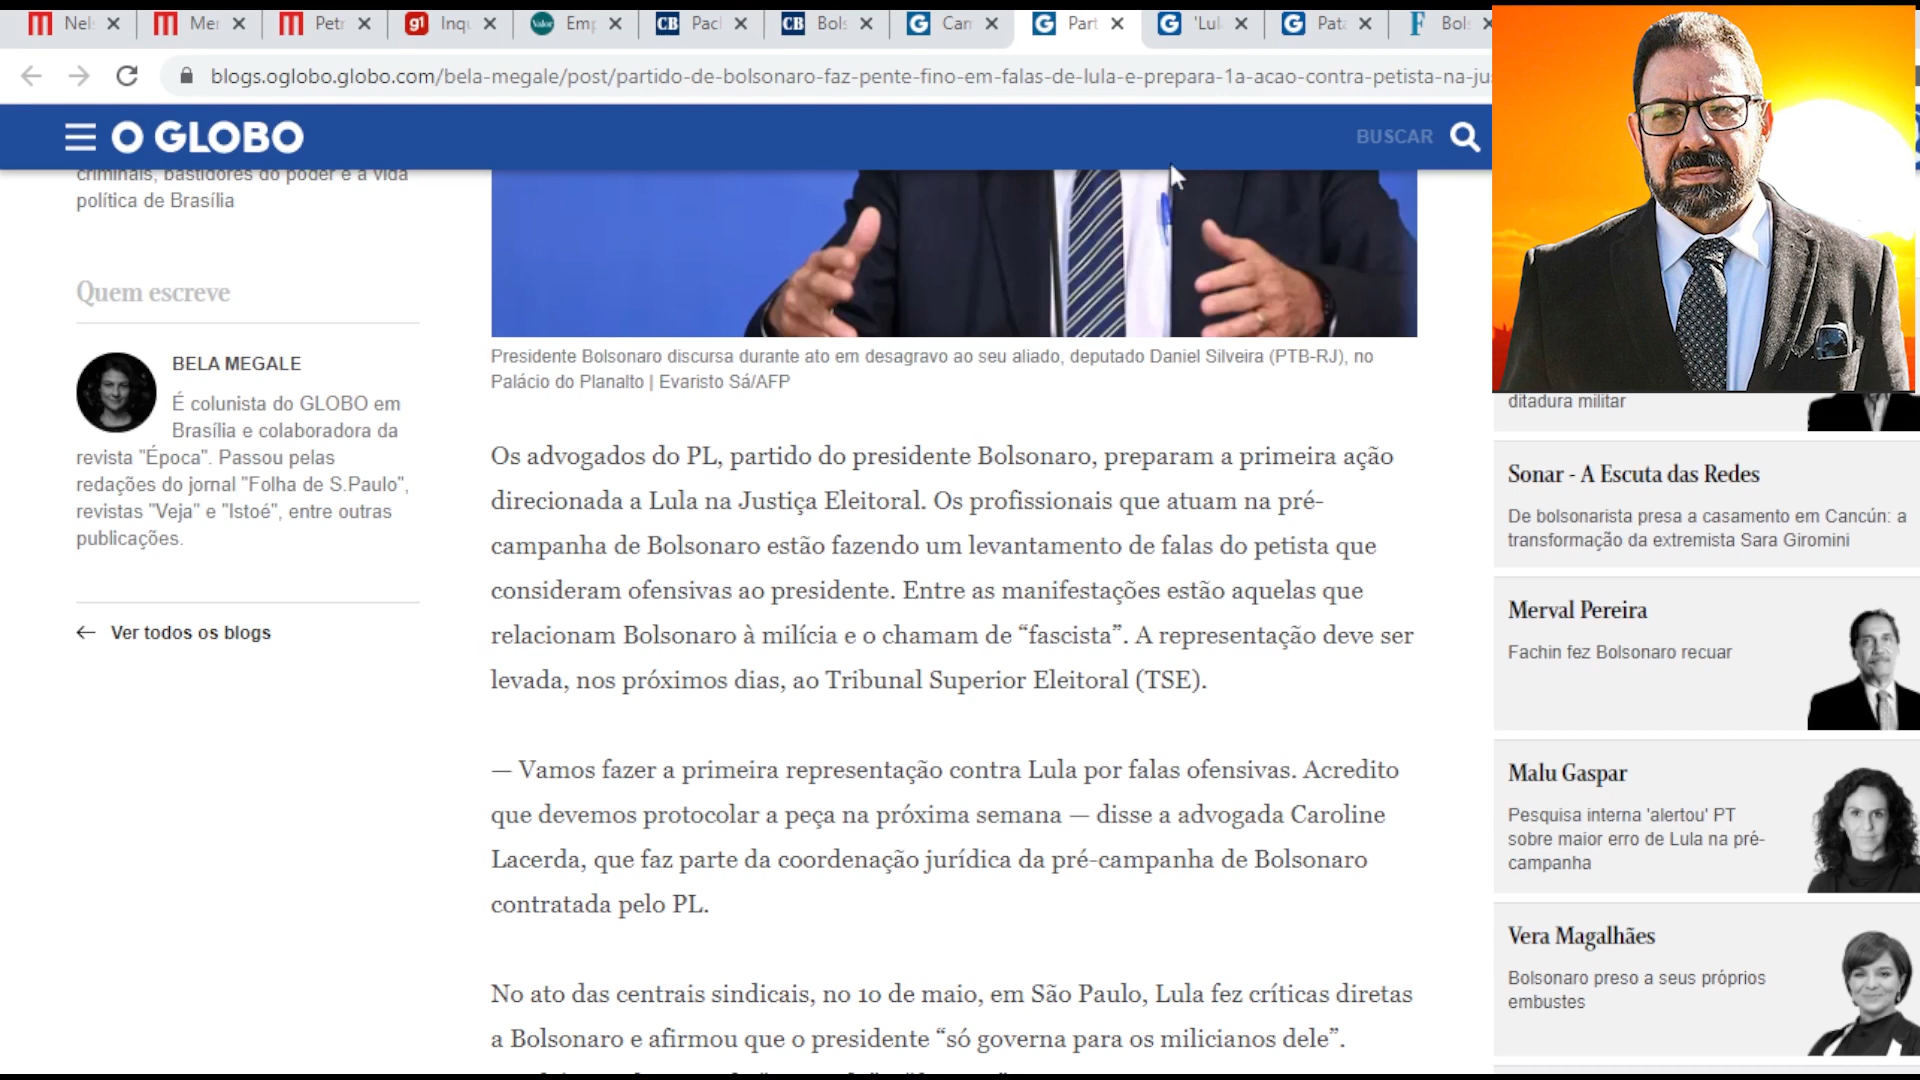 Nel
Mer
Petr
g1 Inqu
Valor Emp
CB Pacl
CB Bols
G Can
G Part
G 'Lul
G Pata
F Bols
blogs.oglobo.globo.com/bela-megale/post/partido-de-bolsonaro-faz-pente-fino-em-falas-de-lula-e-prepara-1a-acao-contra-petista-na-ju
O GLOBO
BUSCAR
criminais, bastidores do poder e a vida
política de Brasília
Quem escreve
BELA MEGALE
É colunista do GLOBO em
Brasília e colaboradora da
revista "Época". Passou pelas
redações do jornal "Folha de S.Paulo",
revistas "Veja" e "Istoé", entre outras
publicações.
Ver todos os blogs
Presidente Bolsonaro discursa durante ato em desagravo ao seu aliado, deputado Daniel Silveira (PTB-RJ), no
Palácio do Planalto | Evaristo Sá/AFP
Os advogados do PL, partido do presidente Bolsonaro, preparam a primeira ação
direcionada a Lula na Justiça Eleitoral. Os profissionais que atuam na pré-
campanha de Bolsonaro estão fazendo um levantamento de falas do petista que
consideram ofensivas ao presidente. Entre as manifestações estão aquelas que
relacionam Bolsonaro à milícia e o chamam de “fascista”. A representação deve ser
levada, nos próximos dias, ao Tribunal Superior Eleitoral (TSE).
— Vamos fazer a primeira representação contra Lula por falas ofensivas. Acredito
que devemos protocolar a peça na próxima semana — disse a advogada Caroline
Lacerda, que faz parte da coordenação jurídica da pré-campanha de Bolsonaro
contratada pelo PL.
No ato das centrais sindicais, no 1o de maio, em São Paulo, Lula fez críticas diretas
a Bolsonaro e afirmou que o presidente “só governa para os milicianos dele”.
ditadura militar
Sonar - A Escuta das Redes
De bolsonarista presa a casamento em Cancún: a
transformação da extremista Sara Giromini
Merval Pereira
Fachin fez Bolsonaro recuar
Malu Gaspar
Pesquisa interna 'alertou' PT
sobre maior erro de Lula na pré-
campanha
Vera Magalhães
Bolsonaro preso a seus próprios
embustes